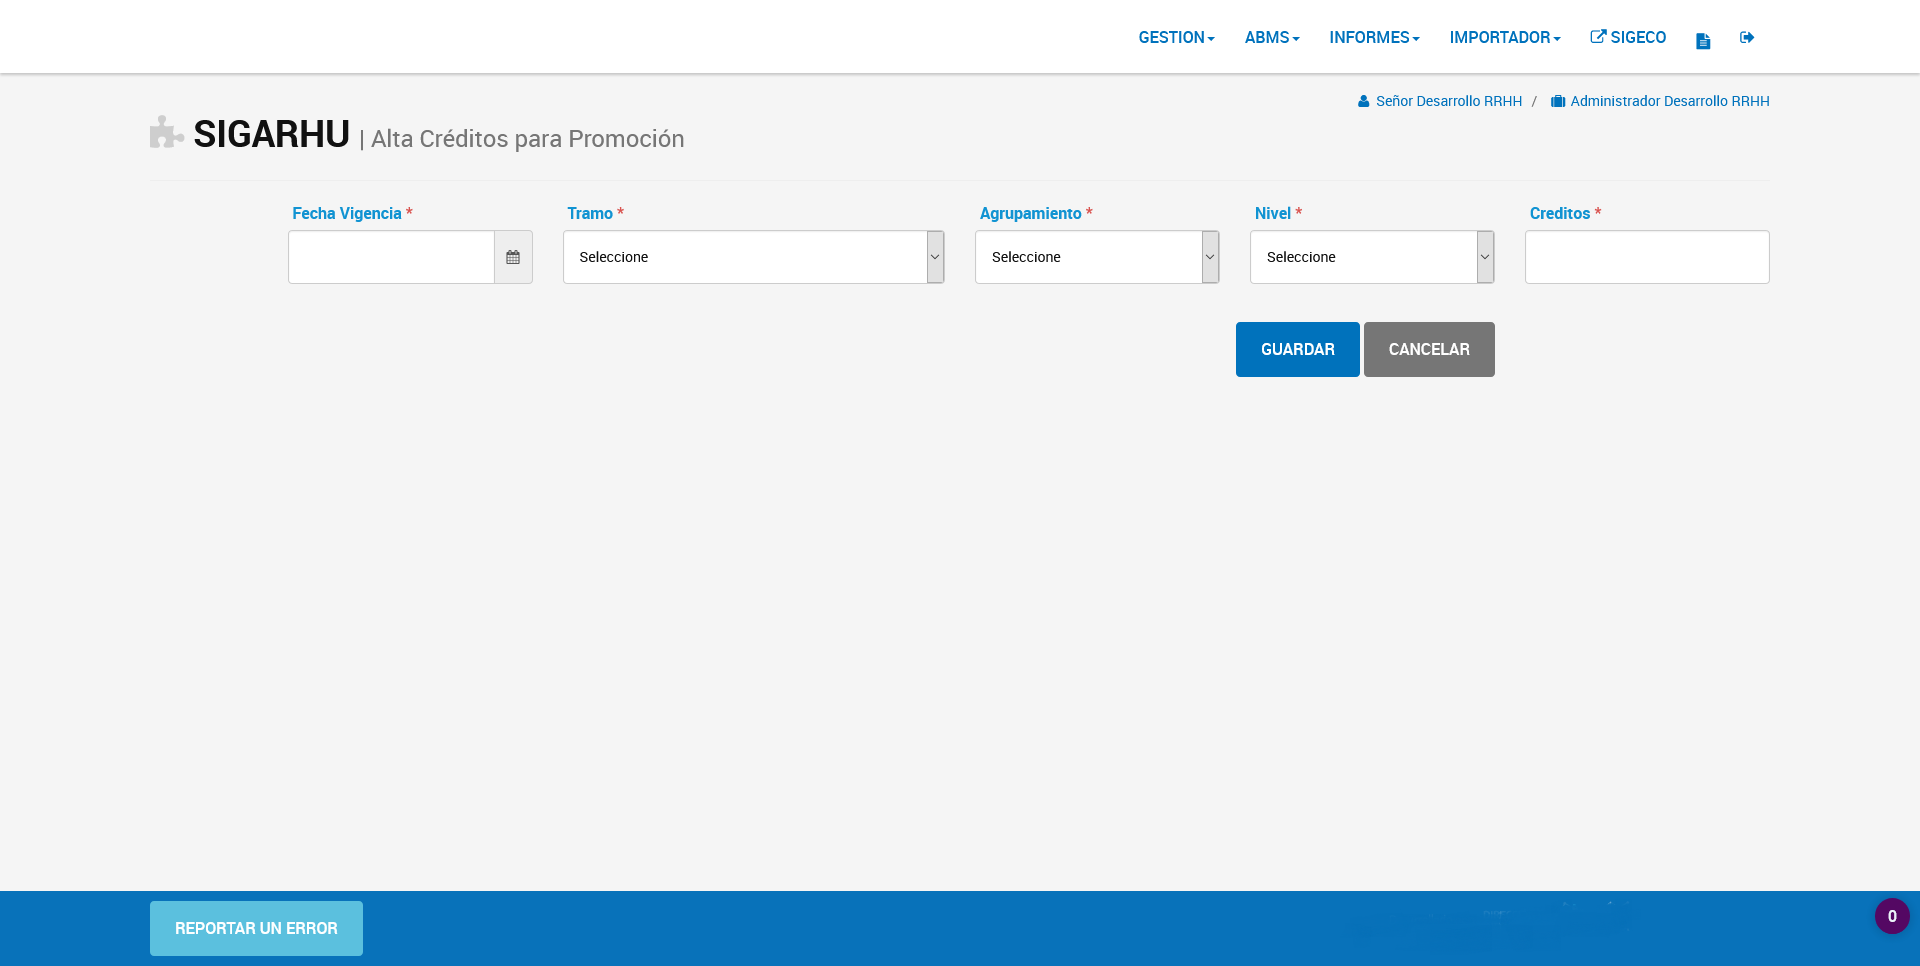 GESTION ABMS INFORMES IMPORTADOR SIGECO
Señor Desarrollo RRHH / Administrador Desarrollo RRHH
SIGARHU | Alta Créditos para Promoción
Fecha Vigencia * Tramo * Agrupamiento * Nivel * Creditos *
Seleccione Seleccione Seleccione
GUARDAR CANCELAR
REPORTAR UN ERROR 0